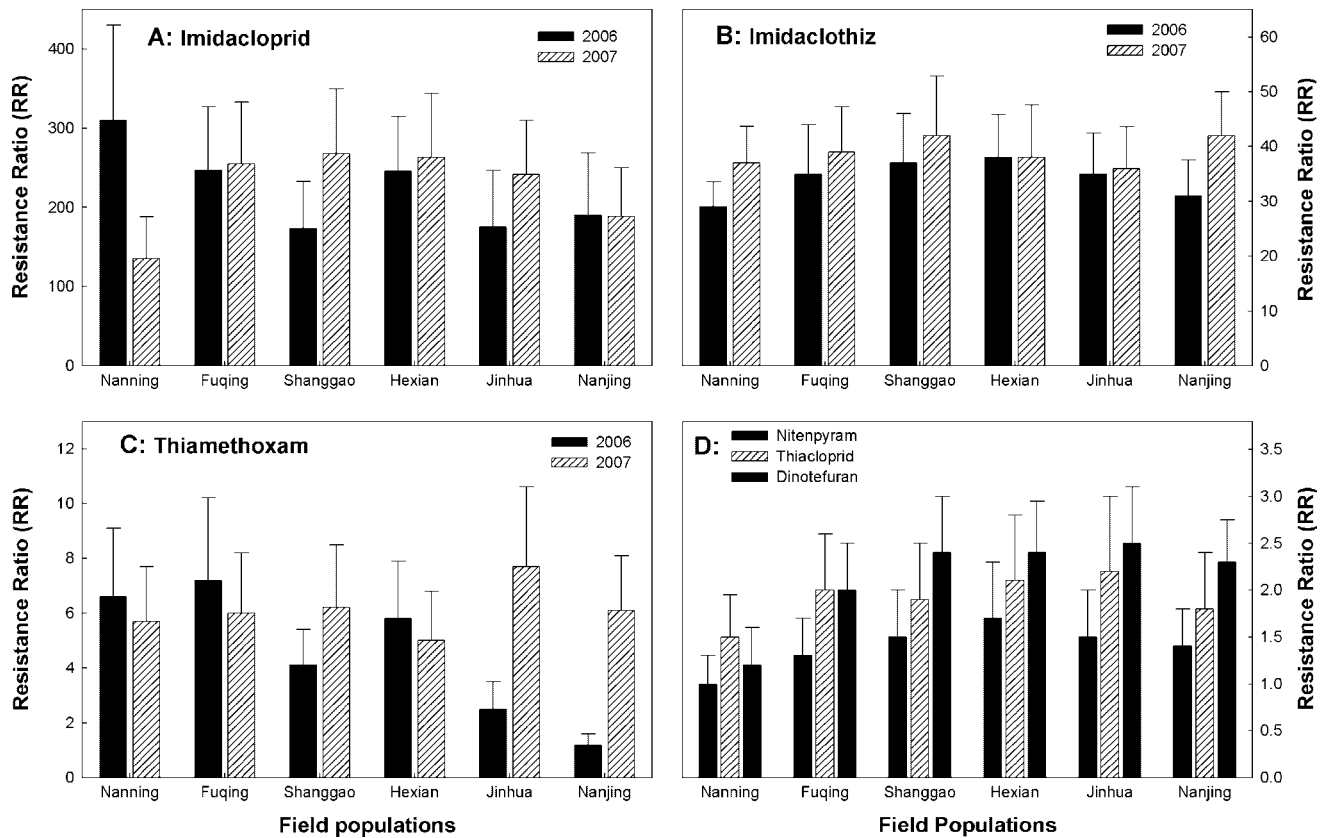 A: Imidacloprid
2006
2007
Resistance Ratio (RR)
400
300
200
100
0
Nanning Fuqing Shanggao Hexian Jinhua Nanjing
B: Imidaclothiz
2006
2007
60
50
40
30
20
10
0
Resistance Ratio (RR)
Nanning Fuqing Shanggao Hexian Jinhua Nanjing
C: Thiamethoxam
2006
2007
Resistance Ratio (RR)
12
10
8
6
4
2
0
Nanning Fuqing Shanggao Hexian Jinhua Nanjing
Field populations
D:
Nitenpyram
Thiacloprid
Dinotefuran
3.5
3.0
2.5
2.0
1.5
1.0
0.5
0.0
Resistance Ratio (RR)
Nanning Fuqing Shanggao Hexian Jinhua Nanjing
Field Populations